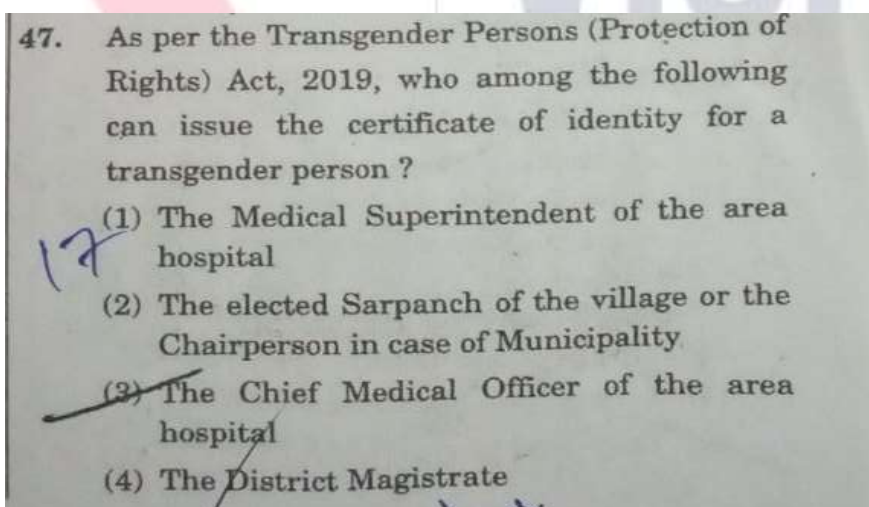 47. As per the Transgender Persons (Protection of
Rights) Act, 2019, who among the following
can issue the certificate of identity for a
transgender person ?
(1) The Medical Superintendent of the area
hospital
17
(2) The elected Sarpanch of the village or the
Chairperson in case of Municipality
(3) The Chief Medical Officer of the area
hospital
(4) The District Magistrate